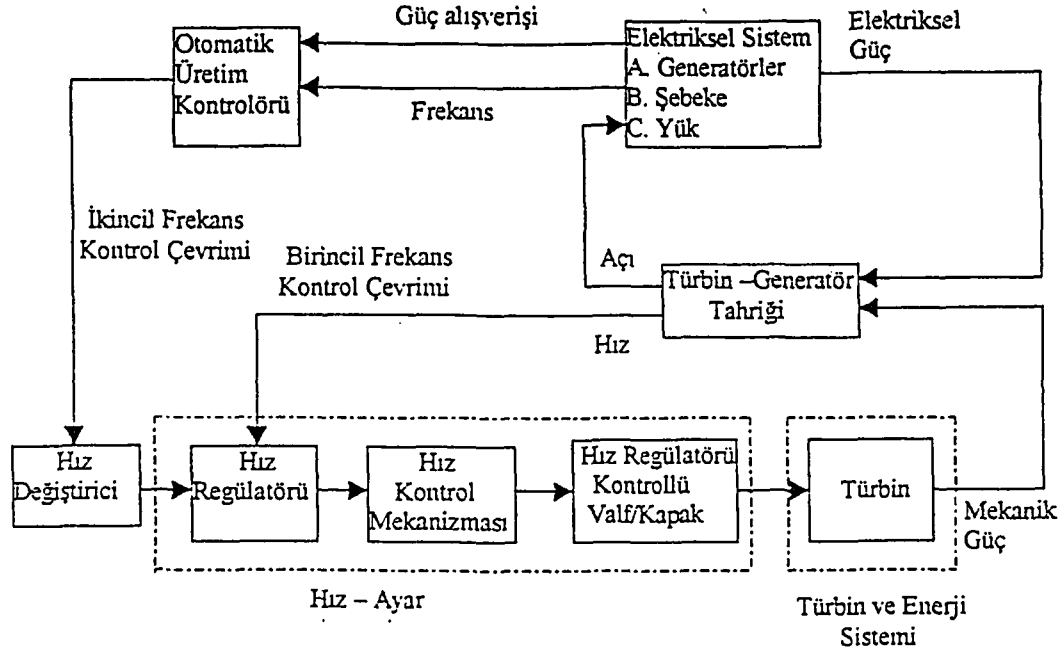 Güç alışverişi
Elektriksel
Güç
Otomatik
Üretim
Kontrolörü
Elektriksel Sistem
A. Generatörler
B. Şebeke
C. Yük
Frekans
İkincil Frekans
Kontrol Çevrimi
Birincil Frekans
Kontrol Çevrimi
Açı
Türbin –Generatör
Tahriği
Hız
Hız
Değiştirici
Hız
Regülatörü
Hız
Kontrol
Mekanizması
Hız Regülatörü
Kontrollü
Valf/Kapak
Türbin
Mekanik
Güç
Hız – Ayar
Türbin ve Enerji
Sistemi